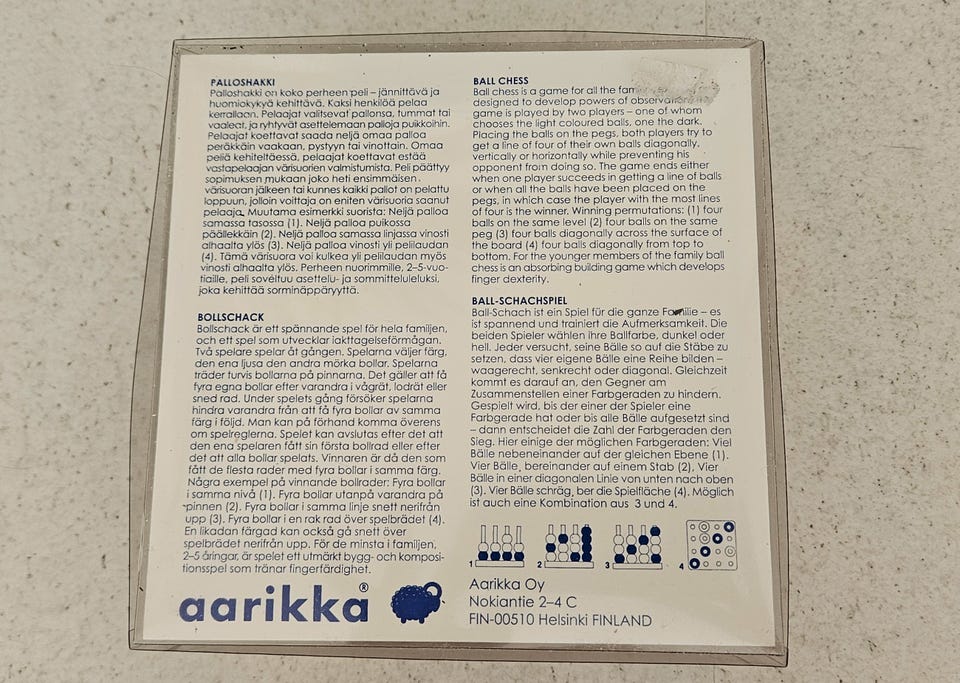 PALLOSHAKKI
Palloshakki on koko perheen peli – jännittävä ja
huomiokykyä kehittävä. Kaksi henkilöä pelaa
kerrallaan. Pelaajat valitsevat pallonsa, tummat tai
vaaleat, ja ryhtyvät asettelemaan palloja puikkoihin.
Pelaajat koettavat saada neljä omaa palloa
peräkkäin vaakaan, pystyyn tai vinottain. Omaa
peliä kehiteltäessä, pelaajat koettavat estää
vastapelaajan värisuorien valmistumista. Peli päättyy
sopimuksen mukaan joko heti ensimmäisen
värisuoran jälkeen tai kunnes kaikki pallot on pelattu
loppuun, jolloin voittaja on eniten värisuoria saanut
pelaaja. Muutama esimerkki suorista: Neljä palloa
samassa tasossa (1). Neljä palloa puikossa
päällekkäin (2). Neljä palloa samassa linjassa vinosti
alhaalta ylös (3). Neljä palloa vinosti yli pelilaudan
(4). Tämä värisuora voi kulkea yli pelilaudan myös
vinosti alhaalta ylös. Perheen nuorimmille, 2–5-vuo-
tiaille, peli soveltuu asettelu- ja sommitteluleluksi,
joka kehittää sorminäppäryyttä.
BOLLSCHACK
Bollschack är ett spännande spel för hela familjen,
och ett spel som utvecklar iakttagelseförmågan.
Två spelare spelar åt gången. Spelarna väljer färg,
den ena ljusa den andra mörka bollar. Spelarna
träder turvis bollarna på pinnarna. Det gäller att få
fyra egna bollar efter varandra i vågrät, lodrät eller
sned rad. Under spelets gång försöker spelarna
hindra varandra från att få fyra bollar av samma
färg i följd. Man kan på förhand komma överens
om spelreglerna. Spelet kan avslutas efter det att
den ena spelaren fått sin första bollrad eller efter
det att alla bollar spelats. Vinnaren är då den som
fått de flesta rader med fyra bollar i samma färg.
Några exempel på vinnande bollrader: Fyra bollar
i samma nivå (1). Fyra bollar utanpå varandra på
pinnen (2). Fyra bollar i samma linje snett nerifrån
upp (3). Fyra bollar i en rak rad över spelbrädet (4).
En likadan färgrad kan också gå snett över
spelbrädet nerifrån upp. För de minsta i familjen,
2–5 åringar, är spelet ett utmärkt bygg- och komposi-
tionsspel som tränar fingerfärdighet.
aarikka®
BALL CHESS
Ball chess is a game for all the
designed to develop powers of
game is played by two players – one of whom
chooses the light coloured balls, one the dark.
Placing the balls on the pegs, both players try to
get a line of four of their own balls diagonally,
vertically or horizontally while preventing his
opponent from doing so. The game ends either
when one player succeeds in getting a line of balls
or when all the balls have been placed on the
pegs, in which case the player with the most lines
of four is the winner. Winning permutations: (1) four
balls on the same level (2) four balls on the same
peg (3) four balls diagonally across the surface of
the board (4) four balls diagonally from top to
bottom. For the younger members of the family ball
chess is an absorbing building game which develops
finger dexterity.
BALL-SCHACHSPIEL
Ball-Schach ist ein Spiel für die ganze Familie – es
ist spannend und trainiert die Aufmerksamkeit. Die
beiden Spieler wählen ihre Ballfarbe, dunkel oder
hell. Jeder versucht, seine Bälle so auf die Stäbe zu
setzen, dass vier eigene Bälle eine Reihe bilden –
waagerecht, senkrecht oder diagonal. Gleichzeit
kommt es darauf an, den Gegner am
Zusammenstellen einer Farbgeraden zu hindern.
Gespielt wird, bis der einer der Spieler eine
Farbgerade hat oder bis alle Bälle aufgesetzt sind
– dann entscheidet die Zahl der Farbgeraden den
Sieg. Hier einige der möglichen Farbgeraden: Viel
Bälle nebeneinander auf der gleichen Ebene (1).
Vier Bälle, bereinander auf einem Stab (2). Vier
Bälle in einer diagonalen Linie von unten nach oben
(3). Vier Bälle schräg, ber die Spielfläche (4). Möglich
ist auch eine Kombination aus 3 und 4.
1 2 3 4
Aarikka Oy
Nokiantie 2–4 C
FIN-00510 Helsinki FINLAND